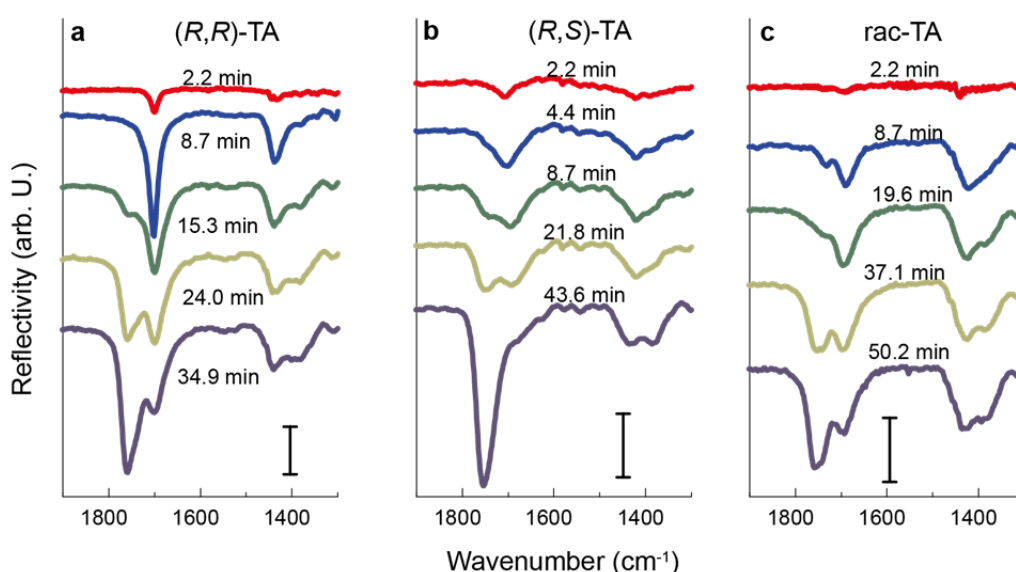 a (R,R)-TA
2.2 min
8.7 min
15.3 min
24.0 min
34.9 min
1800 1600 1400
b (R,S)-TA
2.2 min
4.4 min
8.7 min
21.8 min
43.6 min
1800 1600 1400
c rac-TA
2.2 min
8.7 min
19.6 min
37.1 min
50.2 min
1800 1600 1400
Reflectivity (arb. U.)
Wavenumber (cm⁻¹)